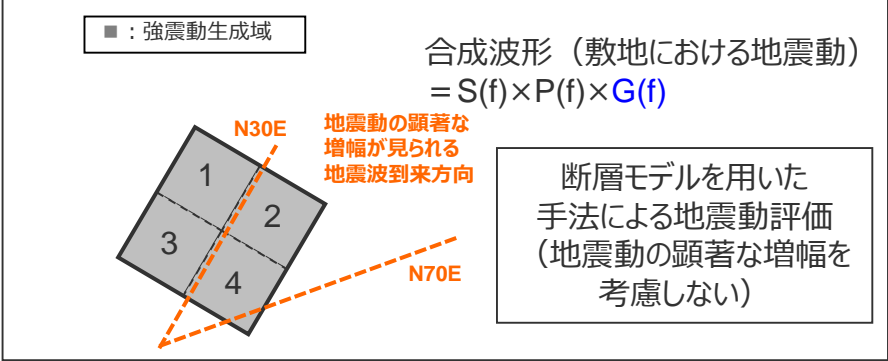 ■：強震動生成域
合成波形（敷地における地震動）
＝S(f)×P(f)×G(f)
N30E
地震動の顕著な
増幅が見られる
地震波到来方向
1
2
3
4
N70E
断層モデルを用いた
手法による地震動評価
（地震動の顕著な増幅を
考慮しない）